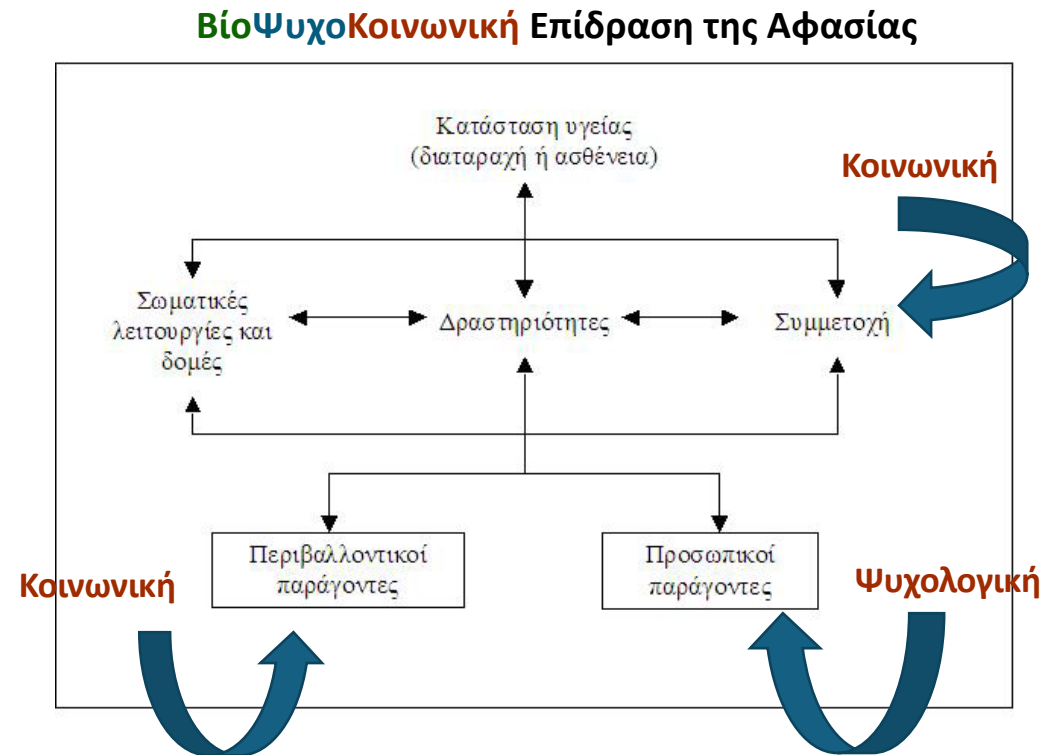 ΒίοΨυχοΚοινωνική Επίδραση της Αφασίας
Κατάσταση υγείας
(διαταραχή ή ασθένεια)
Κοινωνική
Σωματικές
λειτουργίες και
δομές
Δραστηριότητες
Συμμετοχή
Περιβαλλοντικοί
παράγοντες
Προσωπικοί
παράγοντες
Κοινωνική
Ψυχολογική